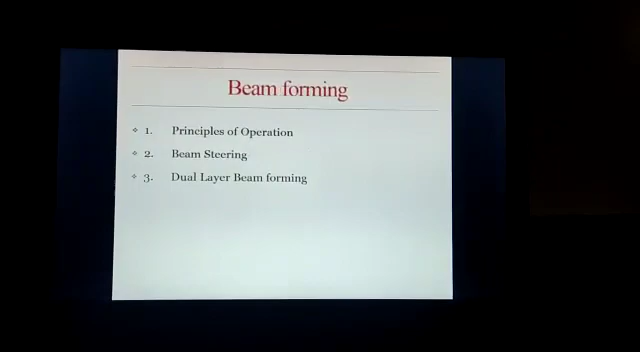 Beam forming
1. Principles of Operation
2. Beam Steering
3. Dual Layer Beam forming